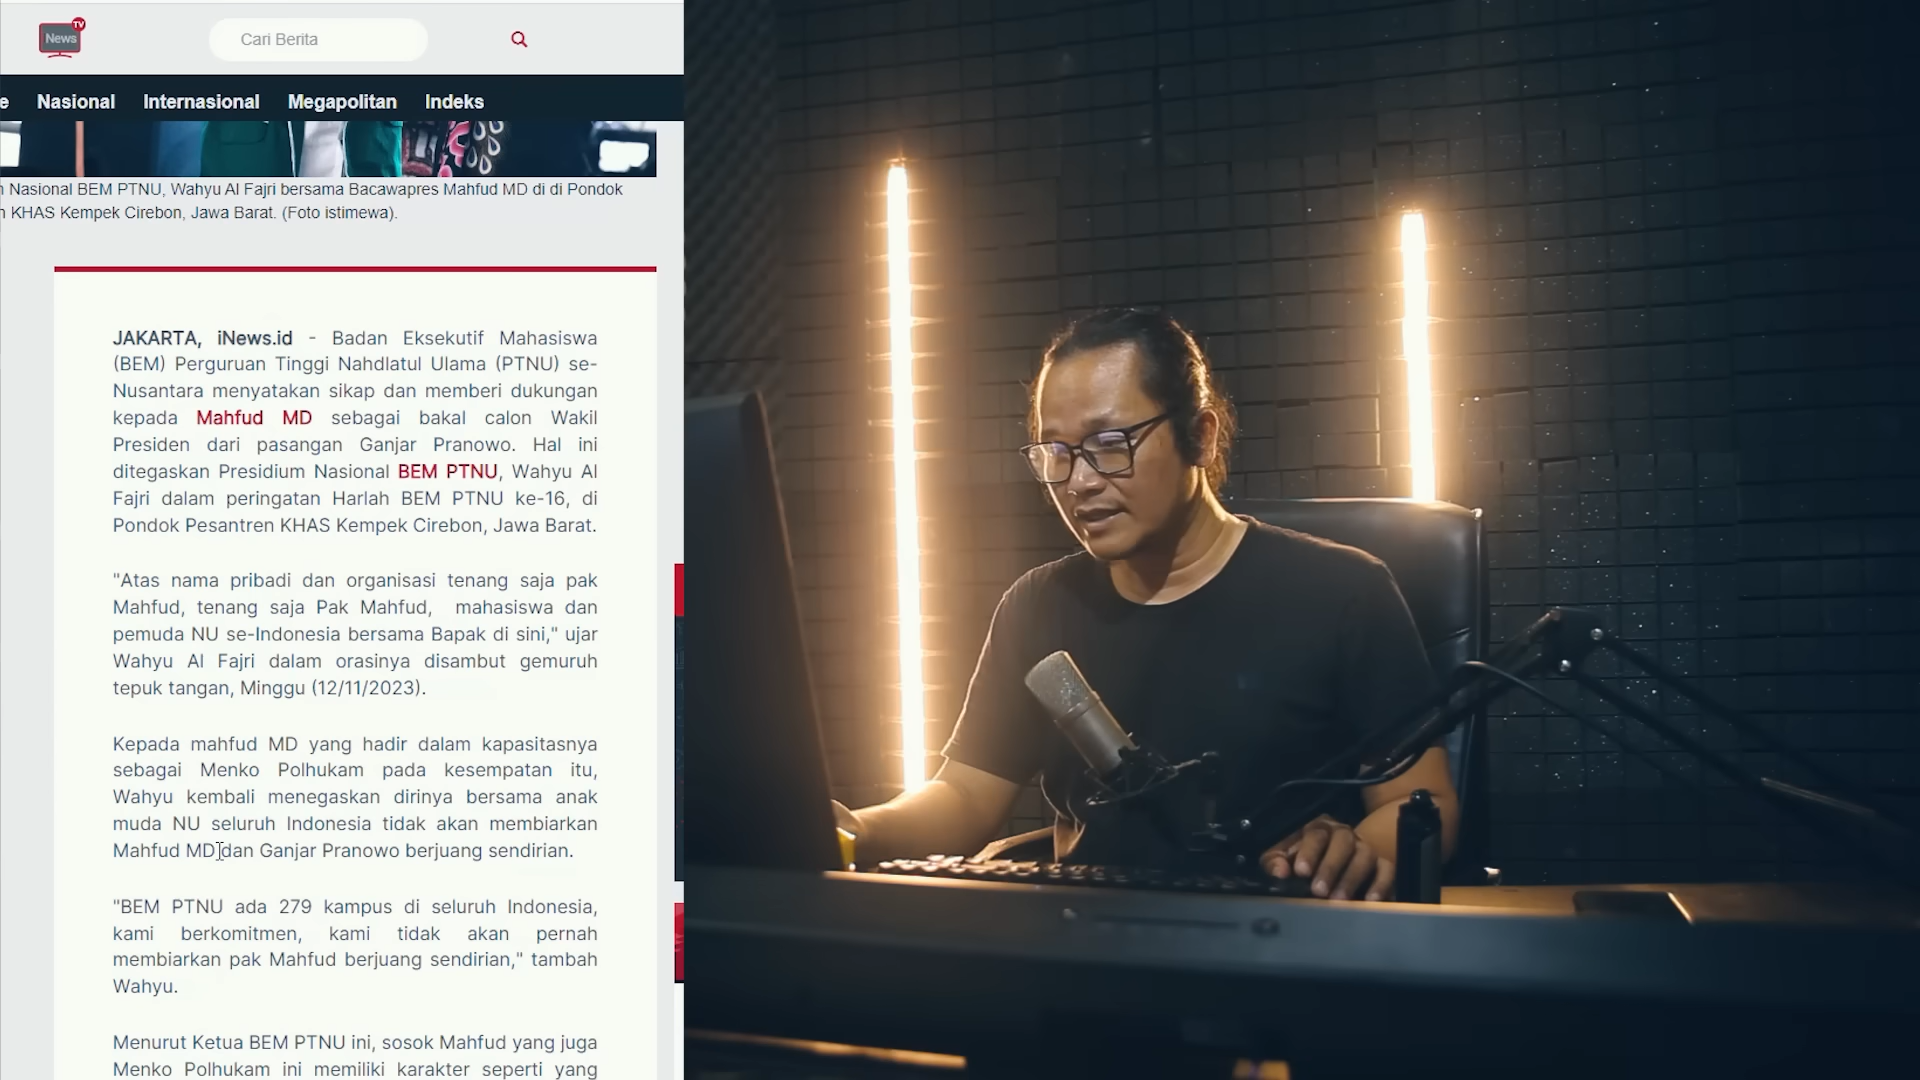 News
TV
Cari Berita
e Nasional Internasional Megapolitan Indeks
n Nasional BEM PTNU, Wahyu Al Fajri bersama Bacawapres Mahfud MD di di Pondok
n KHAS Kempek Cirebon, Jawa Barat. (Foto istimewa).
JAKARTA, iNews.id - Badan Eksekutif Mahasiswa
(BEM) Perguruan Tinggi Nahdlatul Ulama (PTNU) se-
Nusantara menyatakan sikap dan memberi dukungan
kepada Mahfud MD sebagai bakal calon Wakil
Presiden dari pasangan Ganjar Pranowo. Hal ini
ditegaskan Presidium Nasional BEM PTNU, Wahyu Al
Fajri dalam peringatan Harlah BEM PTNU ke-16, di
Pondok Pesantren KHAS Kempek Cirebon, Jawa Barat.
"Atas nama pribadi dan organisasi tenang saja pak
Mahfud, tenang saja Pak Mahfud, mahasiswa dan
pemuda NU se-Indonesia bersama Bapak di sini," ujar
Wahyu Al Fajri dalam orasinya disambut gemuruh
tepuk tangan, Minggu (12/11/2023).
Kepada mahfud MD yang hadir dalam kapasitasnya
sebagai Menko Polhukam pada kesempatan itu,
Wahyu kembali menegaskan dirinya bersama anak
muda NU seluruh Indonesia tidak akan membiarkan
Mahfud MD dan Ganjar Pranowo berjuang sendirian.
"BEM PTNU ada 279 kampus di seluruh Indonesia,
kami berkomitmen, kami tidak akan pernah
membiarkan pak Mahfud berjuang sendirian," tambah
Wahyu.
Menurut Ketua BEM PTNU ini, sosok Mahfud yang juga
Menko Polhukam ini memiliki karakter seperti yang